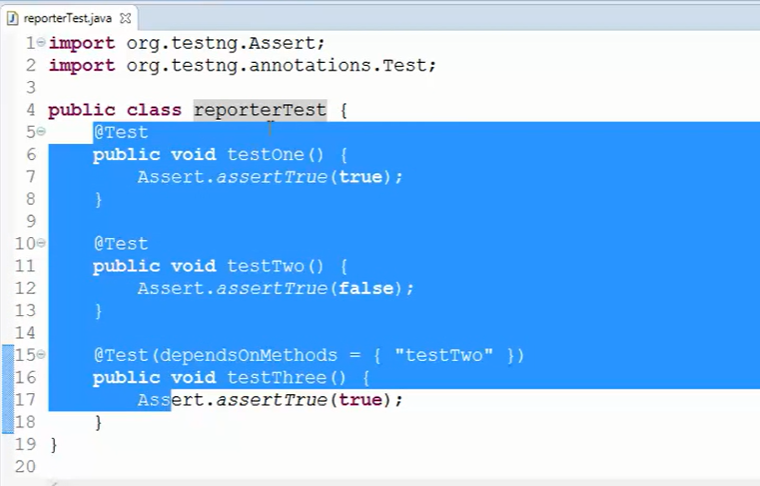 reporterTest.java
1 import org.testng.Assert;
2 import org.testng.annotations.Test;
3
4 public class reporterTest {
5 @Test
6 public void testOne() {
7 Assert.assertTrue(true);
8 }
9
10 @Test
11 public void testTwo() {
12 Assert.assertTrue(false);
13 }
14
15 @Test(dependsOnMethods = { "testTwo" })
16 public void testThree() {
17 Assert.assertTrue(true);
18 }
19 }
20